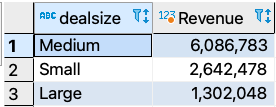 ABC dealsize 123 Revenue
1 Medium 6,086,783
2 Small 2,642,478
3 Large 1,302,048